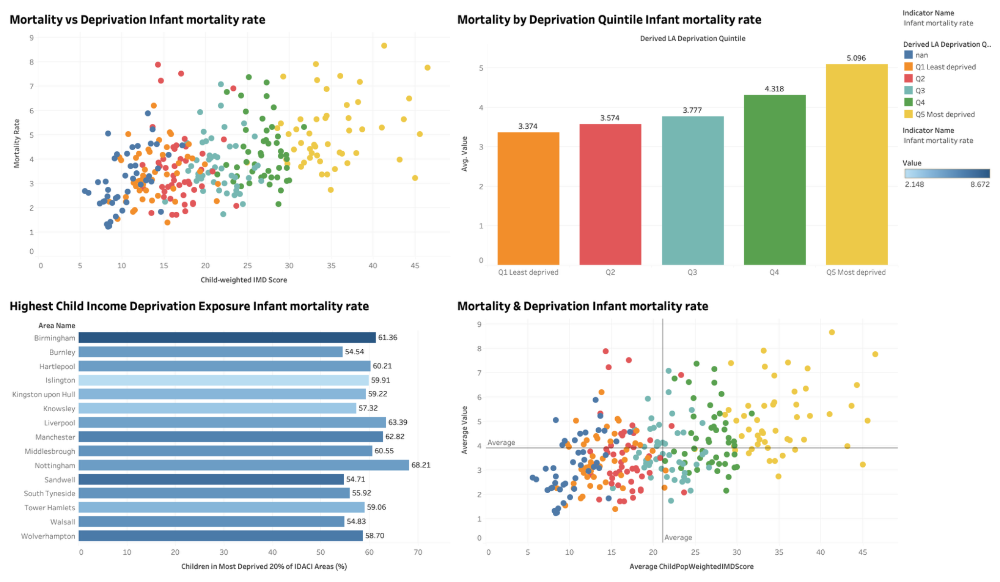 Mortality vs Deprivation Infant mortality rate
9
8
7
6
5
4
3
2
1
0
Mortality Rate
0 5 10 15 20 25 30 35 40 45
Child-weighted IMD Score
Mortality by Deprivation Quintile Infant mortality rate
Derived LA Deprivation Quintile
5
4
3
2
1
0
Avg. Value
3.374
3.574
3.777
4.318
5.096
Q1 Least deprived Q2 Q3 Q4 Q5 Most deprived
Indicator Name
Infant mortality rate
Derived LA Deprivation Q..
nan
Q1 Least deprived
Q2
Q3
Q4
Q5 Most deprived
Indicator Name
Infant mortality rate
Value
2.148 8.672
Highest Child Income Deprivation Exposure Infant mortality rate
Area Name
Birmingham 61.36
Burnley 54.54
Hartlepool 60.21
Islington 59.91
Kingston upon Hull 59.22
Knowsley 57.32
Liverpool 63.39
Manchester 62.82
Middlesbrough 60.55
Nottingham 68.21
Sandwell 54.71
South Tyneside 55.92
Tower Hamlets 59.06
Walsall 54.83
Wolverhampton 58.70
0 10 20 30 40 50 60 70
Children in Most Deprived 20% of IDACI Areas (%)
Mortality & Deprivation Infant mortality rate
9
8
7
6
5
4
3
2
1
0
Average Value
Average
Average
0 5 10 15 20 25 30 35 40 45
Average ChildPopWeightedIMDScore